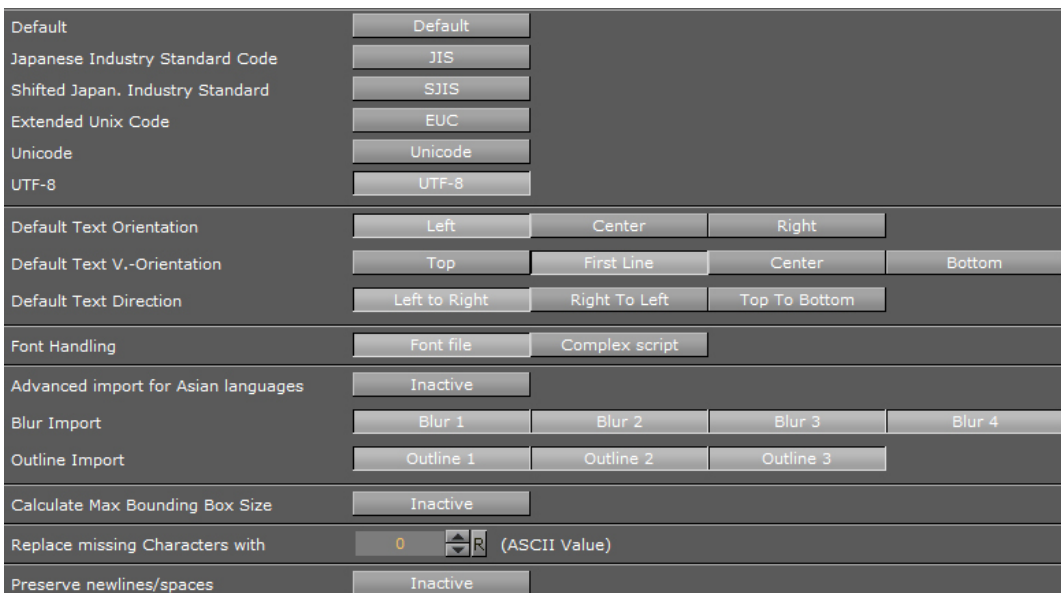 Default Default
Japanese Industry Standard Code JIS
Shifted Japan. Industry Standard SJIS
Extended Unix Code EUC
Unicode Unicode
UTF-8 UTF-8
Default Text Orientation Left Center Right
Default Text V.-Orientation Top First Line Center Bottom
Default Text Direction Left to Right Right To Left Top To Bottom
Font Handling Font file Complex script
Advanced import for Asian languages Inactive
Blur Import Blur 1 Blur 2 Blur 3 Blur 4
Outline Import Outline 1 Outline 2 Outline 3
Calculate Max Bounding Box Size Inactive
Replace missing Characters with 0 R (ASCII Value)
Preserve newlines/spaces Inactive